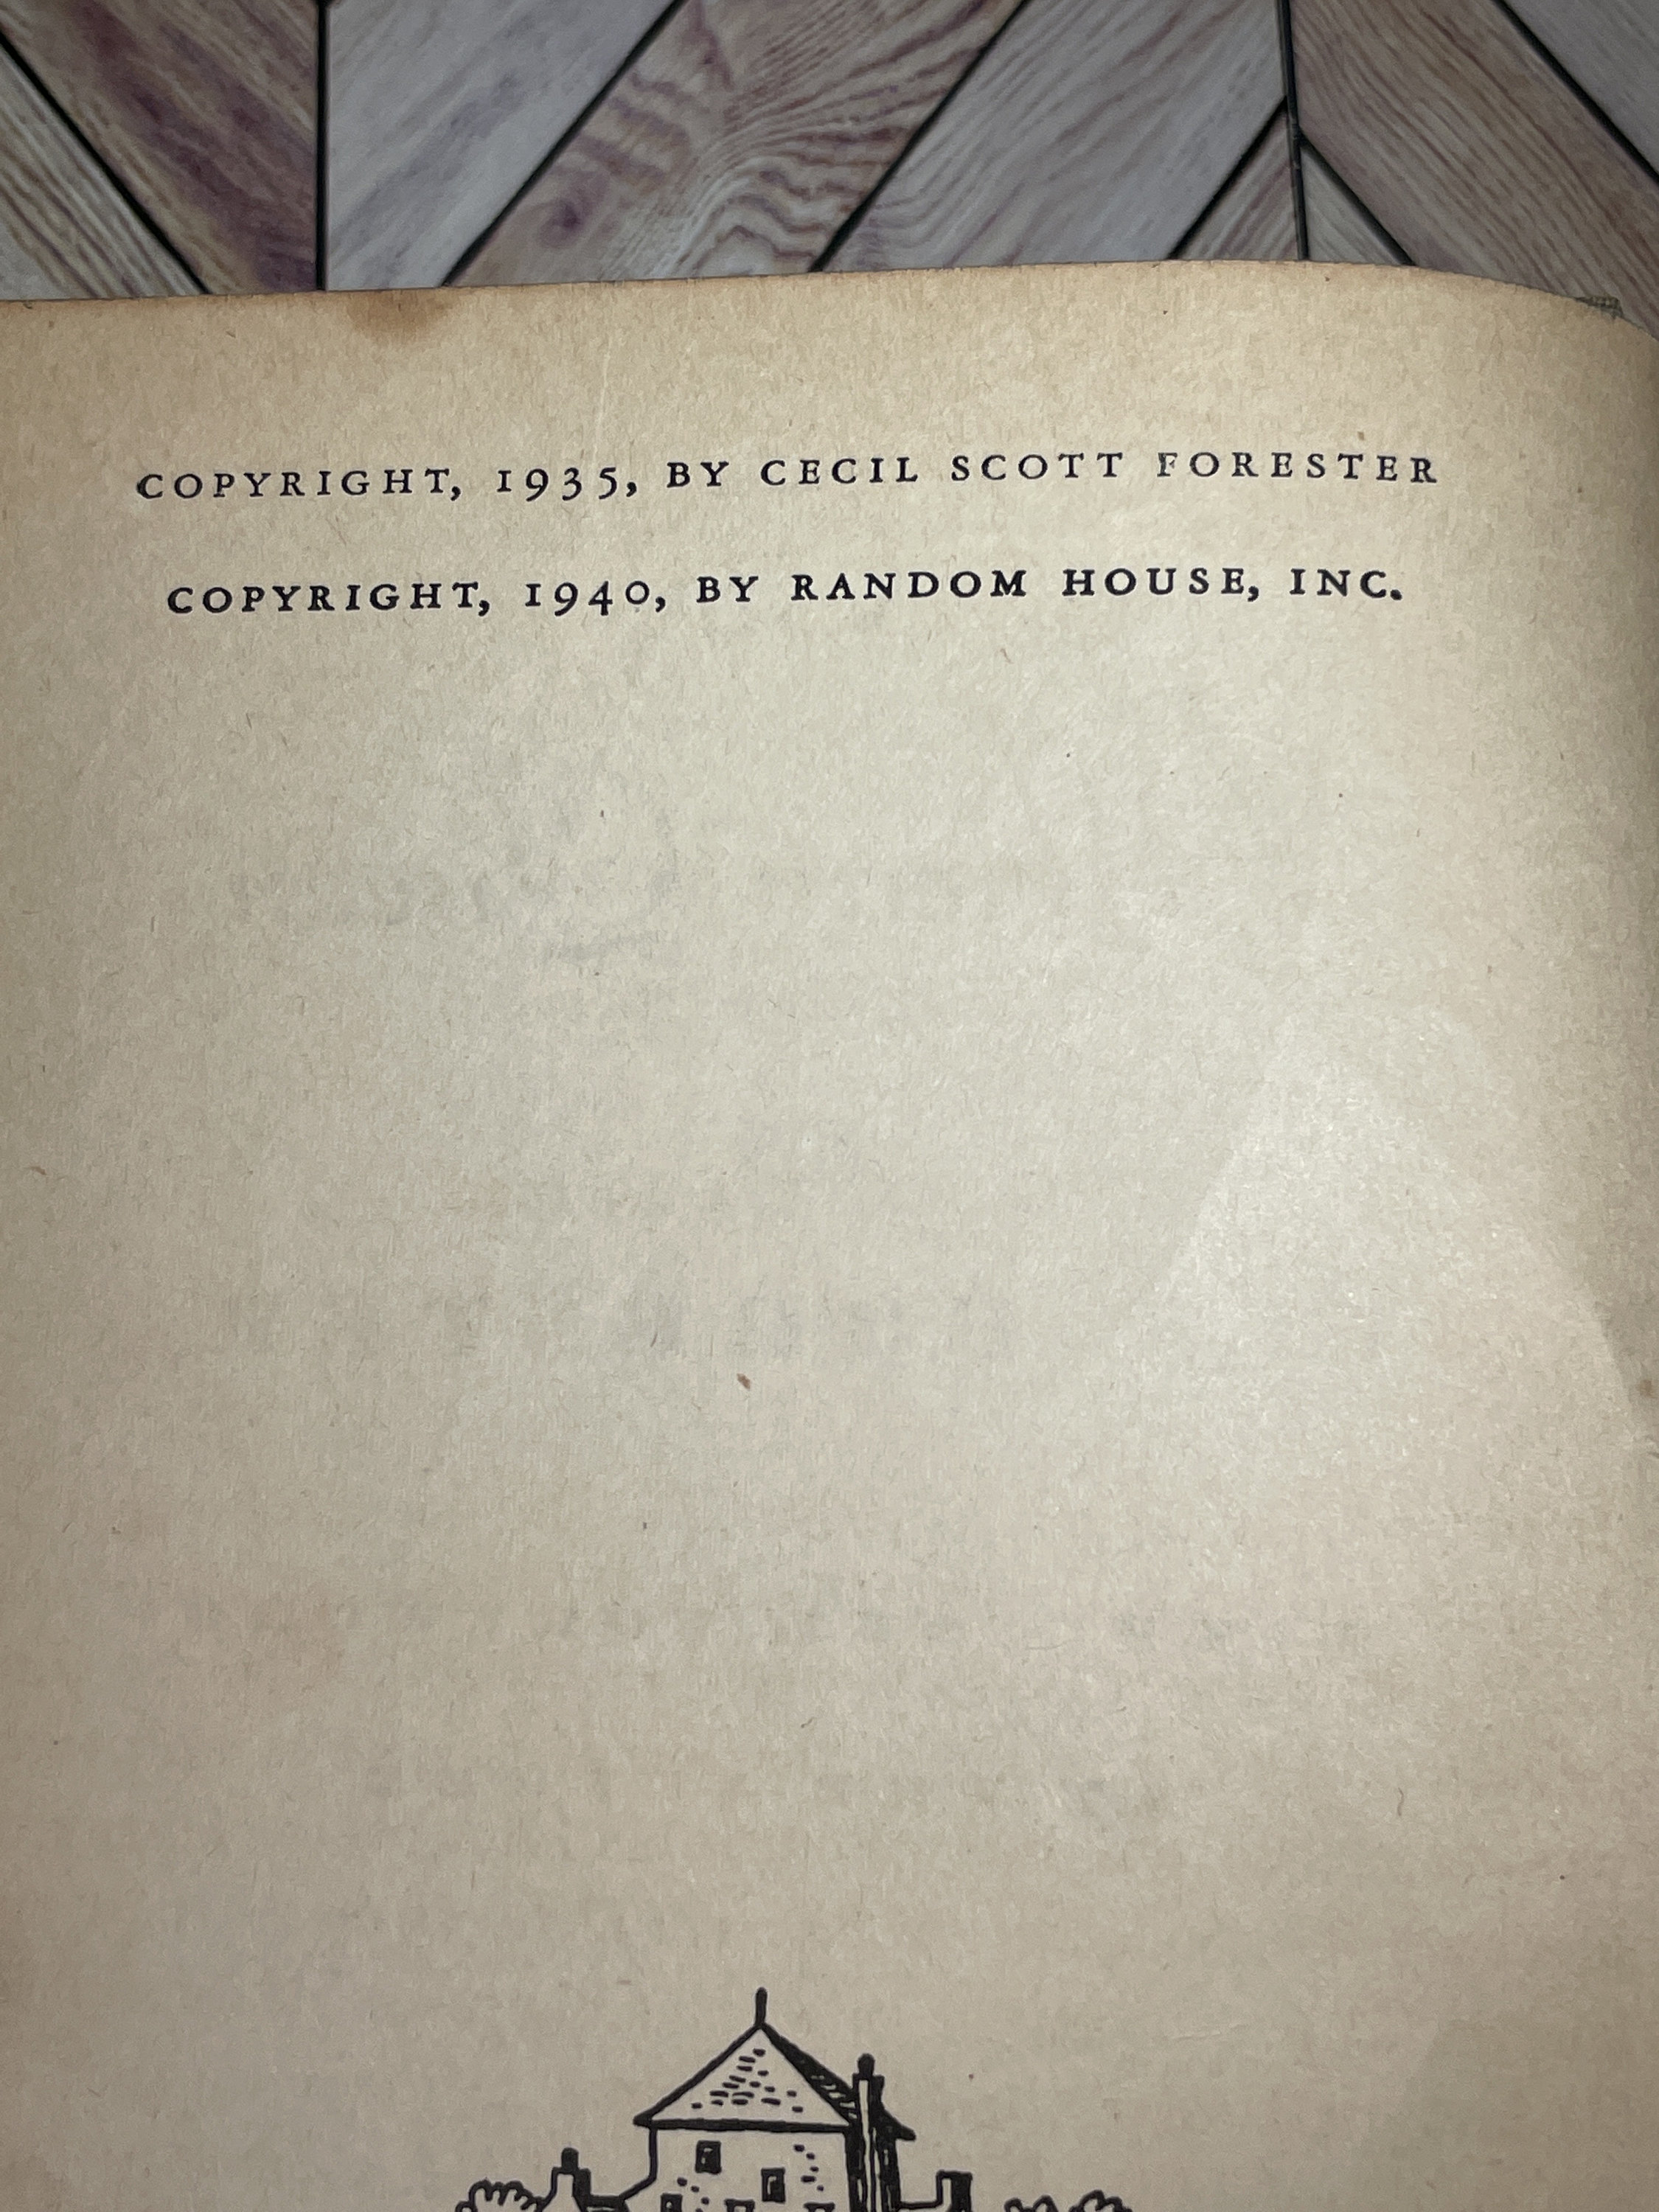 COPYRIGHT, 1935, BY CECIL SCOTT FORESTER
COPYRIGHT, 1940, BY RANDOM HOUSE, INC.